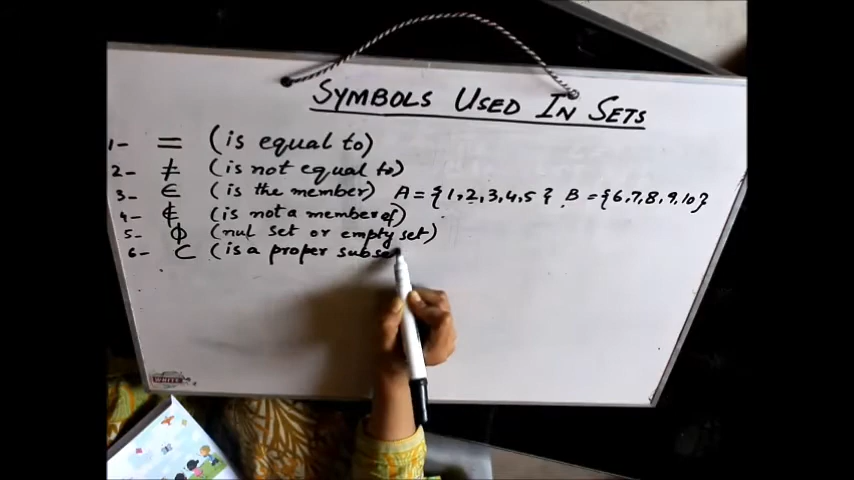 SYMBOLS USED IN SETS
1- = (is equal to)
2- ≠ (is not equal to)
3- ∈ (is the member) A = {1,2,3,4,5} B = {6,7,8,9,10}
4- ∉ (is not a member of)
5- ϕ (nul set or empty set)
6- ⊂ (is a proper subse
WHITE